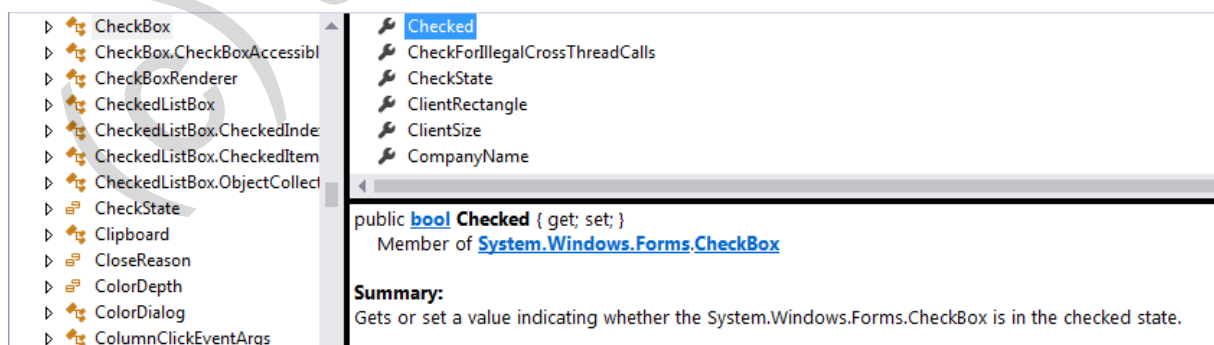 CheckBox
CheckBox.CheckBoxAccessibl
CheckBoxRenderer
CheckedListBox
CheckedListBox.CheckedInde
CheckedListBox.CheckedItem
CheckedListBox.ObjectCollect
CheckState
Clipboard
CloseReason
ColorDepth
ColorDialog
ColumnClickEventArgs
Checked
CheckForIllegalCrossThreadCalls
CheckState
ClientRectangle
ClientSize
CompanyName
public bool Checked { get; set; }
Member of System.Windows.Forms.CheckBox
Summary:
Gets or set a value indicating whether the System.Windows.Forms.CheckBox is in the checked state.